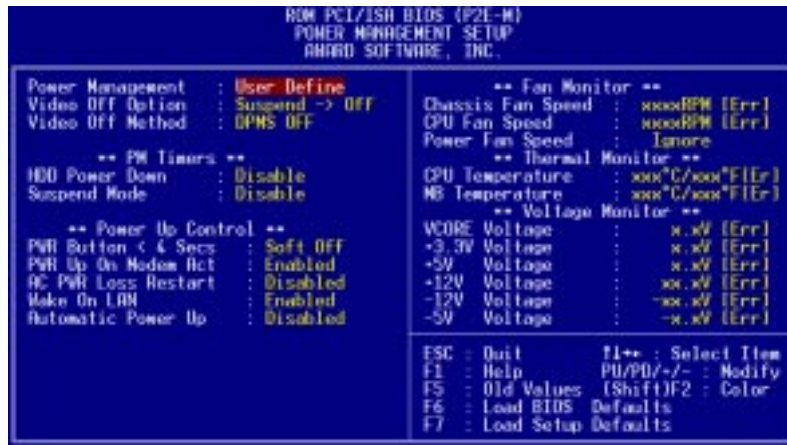 ROM PCI/ISA BIOS (P2E-M)
POWER MANAGEMENT SETUP
AWARD SOFTWARE, INC.
Power Management : User Define
Video Off Option : Suspend -> Off
Video Off Method : DPMS OFF
** PM Timers **
HDD Power Down : Disable
Suspend Mode : Disable
** Power Up Control **
PWR Button < 4 Secs : Soft Off
PWR Up On Modem Act : Enabled
AC PWR Loss Restart : Disabled
Wake On LAN : Enabled
Automatic Power Up : Disabled
** Fan Monitor **
Chassis Fan Speed : xxxxRPM [Err]
CPU Fan Speed : xxxxRPM [Err]
Power Fan Speed : Ignore
** Thermal Monitor **
CPU Temperature : xxx°C/xxx°F[Er]
MB Temperature : xxx°C/xxx°F[Er]
** Voltage Monitor **
VCORE Voltage : x.xV [Err]
+3.3V Voltage : x.xV [Err]
+5V Voltage : x.xV [Err]
+12V Voltage : xx.xV [Err]
-12V Voltage : -xx.xV [Err]
-5V Voltage : -x.xV [Err]
ESC : Quit ↑↓→← : Select Item
F1 : Help PU/PD/+/- : Modify
F5 : Old Values (Shift)F2 : Color
F6 : Load BIOS Defaults
F7 : Load Setup Defaults